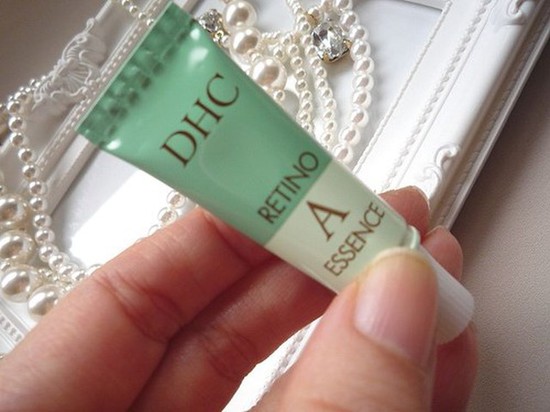 DHC
RETINO
A
ESSENCE